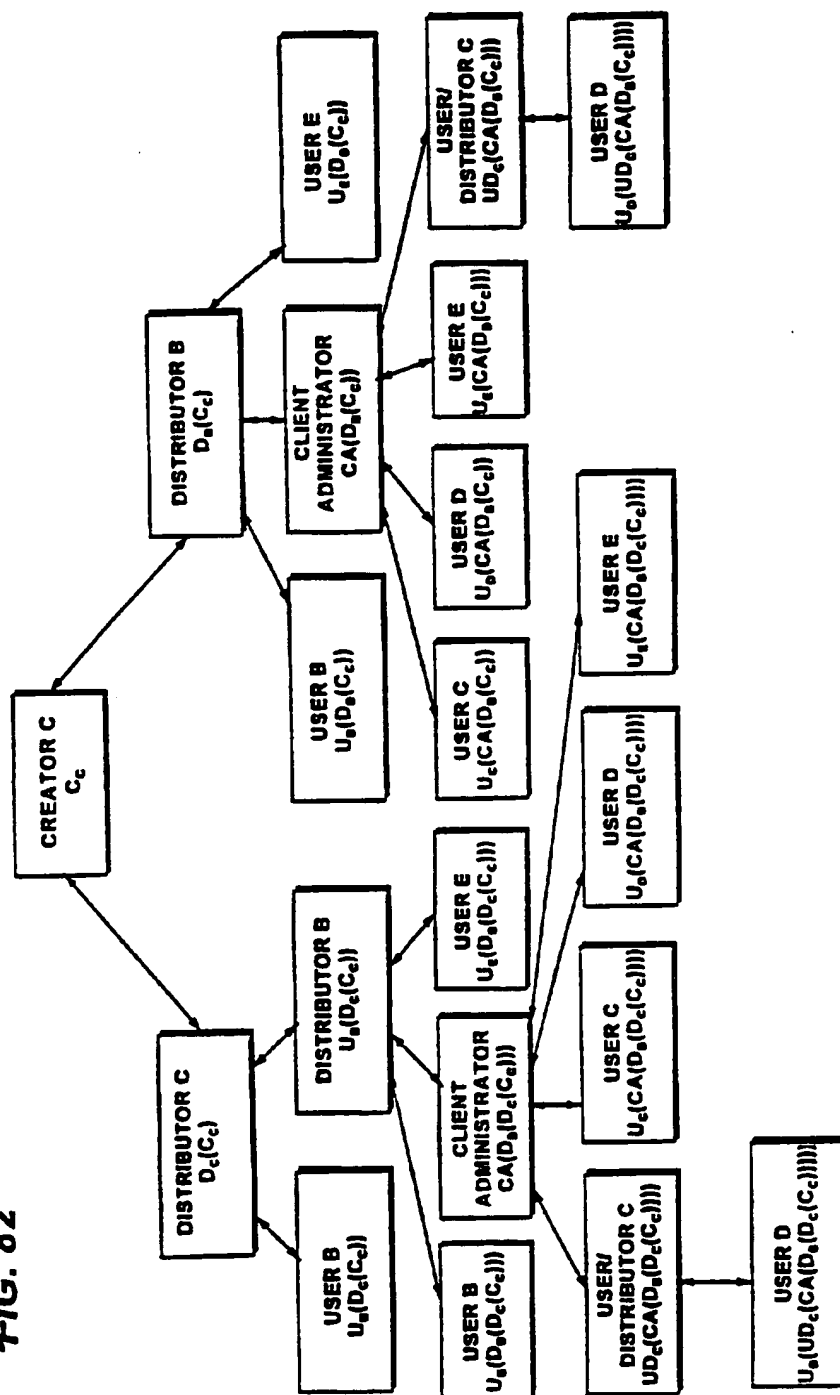 FIG. 82
CREATOR C
C_C
DISTRIBUTOR C
D_C(C_C)
DISTRIBUTOR B
D_B(C_C)
USER B
U_B(D_C(C_C))
DISTRIBUTOR B
U_B(D_C(C_C))
USER B
U_B(D_B(C_C))
CLIENT
ADMINISTRATOR
CA(D_B(C_C))
USER E
U_E(D_B(C_C))
USER B
U_B(D_B(D_C(C_C)))
CLIENT
ADMINISTRATOR
CA(D_B(D_C(C_C)))
USER E
U_E(D_B(D_C(C_C)))
USER C
U_C(CA(D_B(C_C))
USER D
U_D(CA(D_B(C_C))
USER E
U_E(CA(D_B(C_C)))
USER/
DISTRIBUTOR C
UD_C(CA(D_B(C_C)))
USER/
DISTRIBUTOR C
UD_C(CA(D_B(D_C(C_C))))
USER C
U_C(CA(D_B(D_C(C_C))))
USER D
U_D(CA(D_B(D_C(C_C))))
USER E
U_E(CA(D_B(D_C(C_C))))
USER D
U_D(UD_C(CA(D_B(C_C))))
USER D
U_D(UD_C(CA(D_B(D_C(C_C)))))